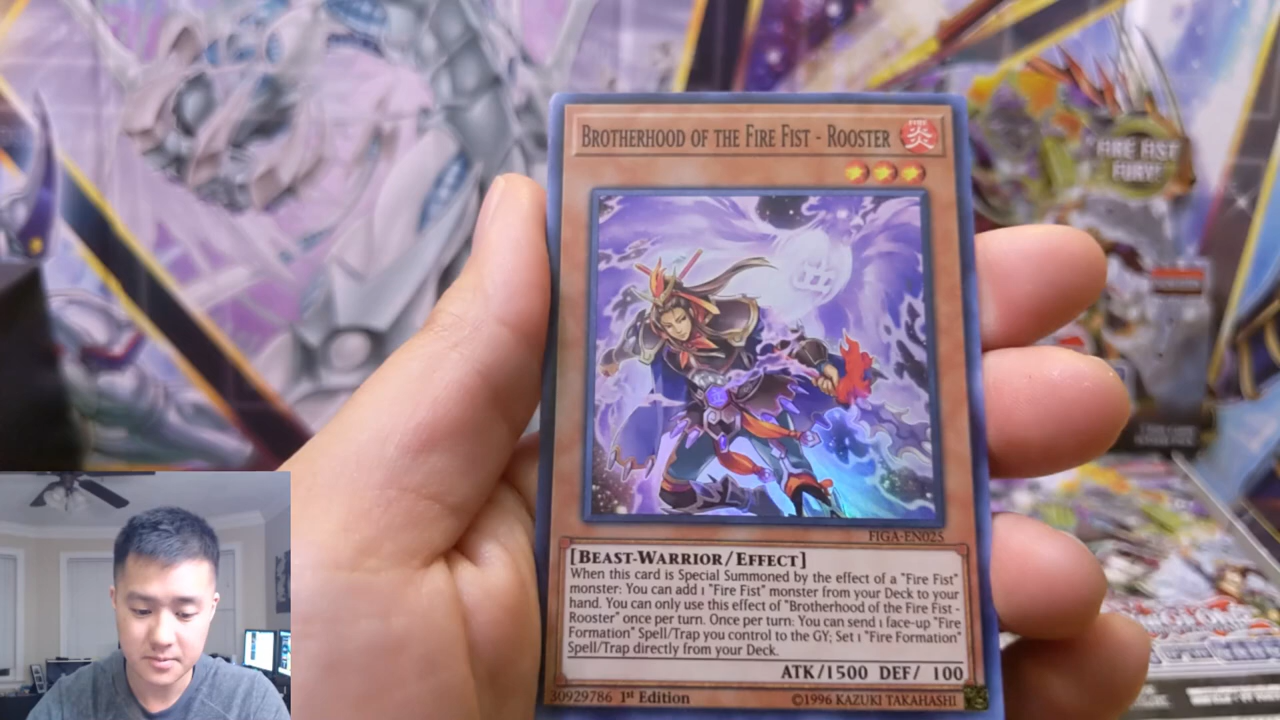 BROTHERHOOD OF THE FIRE FIST - ROOSTER
FIRE
炎
FIRE FIST
FURY!
FIGA-EN025
[BEAST-WARRIOR/EFFECT]
When this card is Special Summoned by the effect of a "Fire Fist"
monster: You can add 1 "Fire Fist" monster from your Deck to your
hand. You can only use this effect of "Brotherhood of the Fire Fist -
Rooster" once per turn. Once per turn: You can send 1 face-up "Fire
Formation" Spell/Trap you control to the GY; Set 1 "Fire Formation"
Spell/Trap directly from your Deck.
ATK/1500 DEF/ 100
30929786 1st Edition
©1996 KAZUKI TAKAHASHI